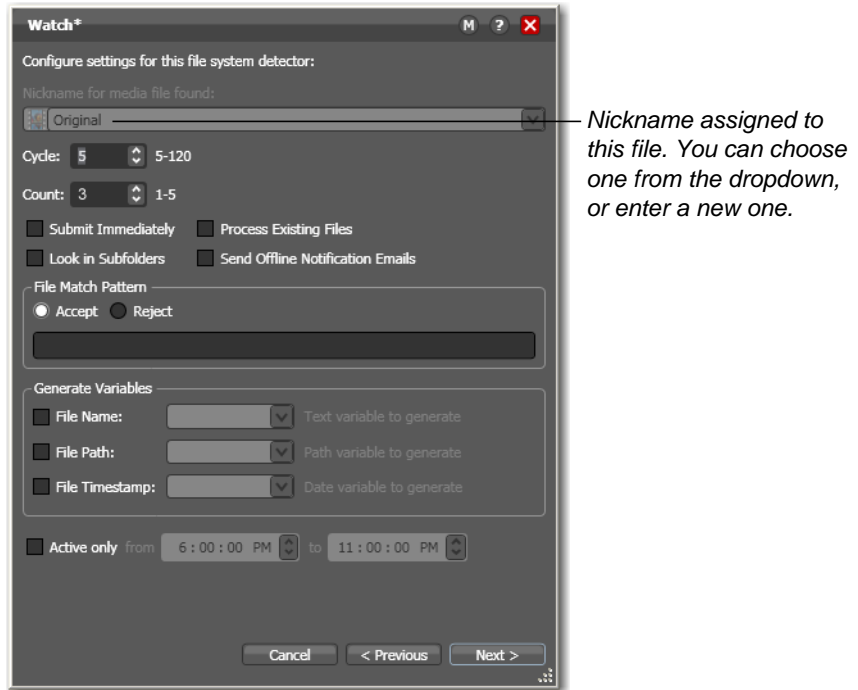 Watch*
M ? X
Configure settings for this file system detector:
Nickname for media file found:
Original
Nickname assigned to
this file. You can choose
one from the dropdown,
or enter a new one.
Cycle: 5 5-120
Count: 3 1-5
Submit Immediately Process Existing Files
Look in Subfolders Send Offline Notification Emails
File Match Pattern
Accept Reject
Generate Variables
File Name: Text variable to generate
File Path: Path variable to generate
File Timestamp: Date variable to generate
Active only from 6:00:00 PM to 11:00:00 PM
Cancel < Previous Next >